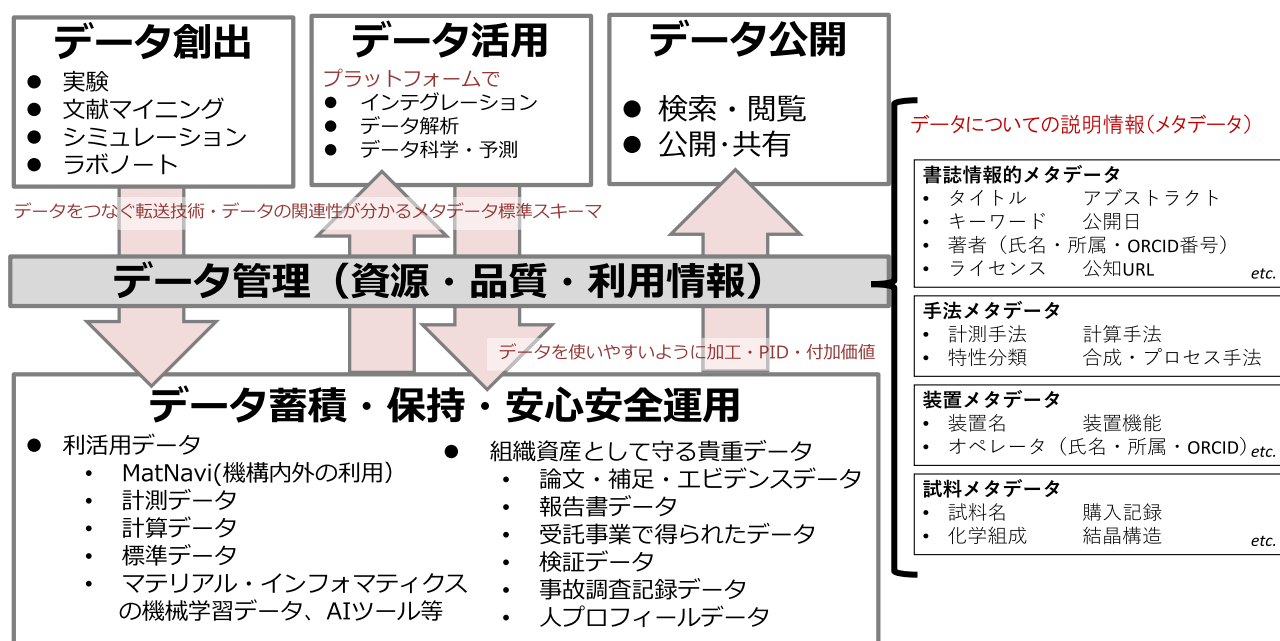 データ創出
● 実験
● 文献マイニング
● シミュレーション
● ラボノート
データ活用
プラットフォームで
● インテグレーション
● データ解析
● データ科学・予測
データ公開
● 検索・閲覧
● 公開・共有
データをつなぐ転送技術・データの関連性が分かるメタデータ標準スキーマ
データ管理（資源・品質・利用情報）
データを使いやすいように加工・PID・付加価値
データ蓄積・保持・安心安全運用
● 利活用データ
• MatNavi(機構内外の利用）
• 計測データ
• 計算データ
• 標準データ
• マテリアル・インフォマティクス
の機械学習データ、AIツール等
● 組織資産として守る貴重データ
• 論文・補足・エビデンスデータ
• 報告書データ
• 受託事業で得られたデータ
• 検証データ
• 事故調査記録データ
• 人プロフィールデータ
データについての説明情報（メタデータ）
書誌情報的メタデータ
• タイトル アブストラクト
• キーワード 公開日
• 著者（氏名・所属・ORCID番号）
• ライセンス 公知URL
etc.
手法メタデータ
• 計測手法 計算手法
• 特性分類 合成・プロセス手法
装置メタデータ
• 装置名 装置機能
• オペレータ（氏名・所属・ORCID） etc.
試料メタデータ
• 試料名 購入記録
• 化学組成 結晶構造
etc.